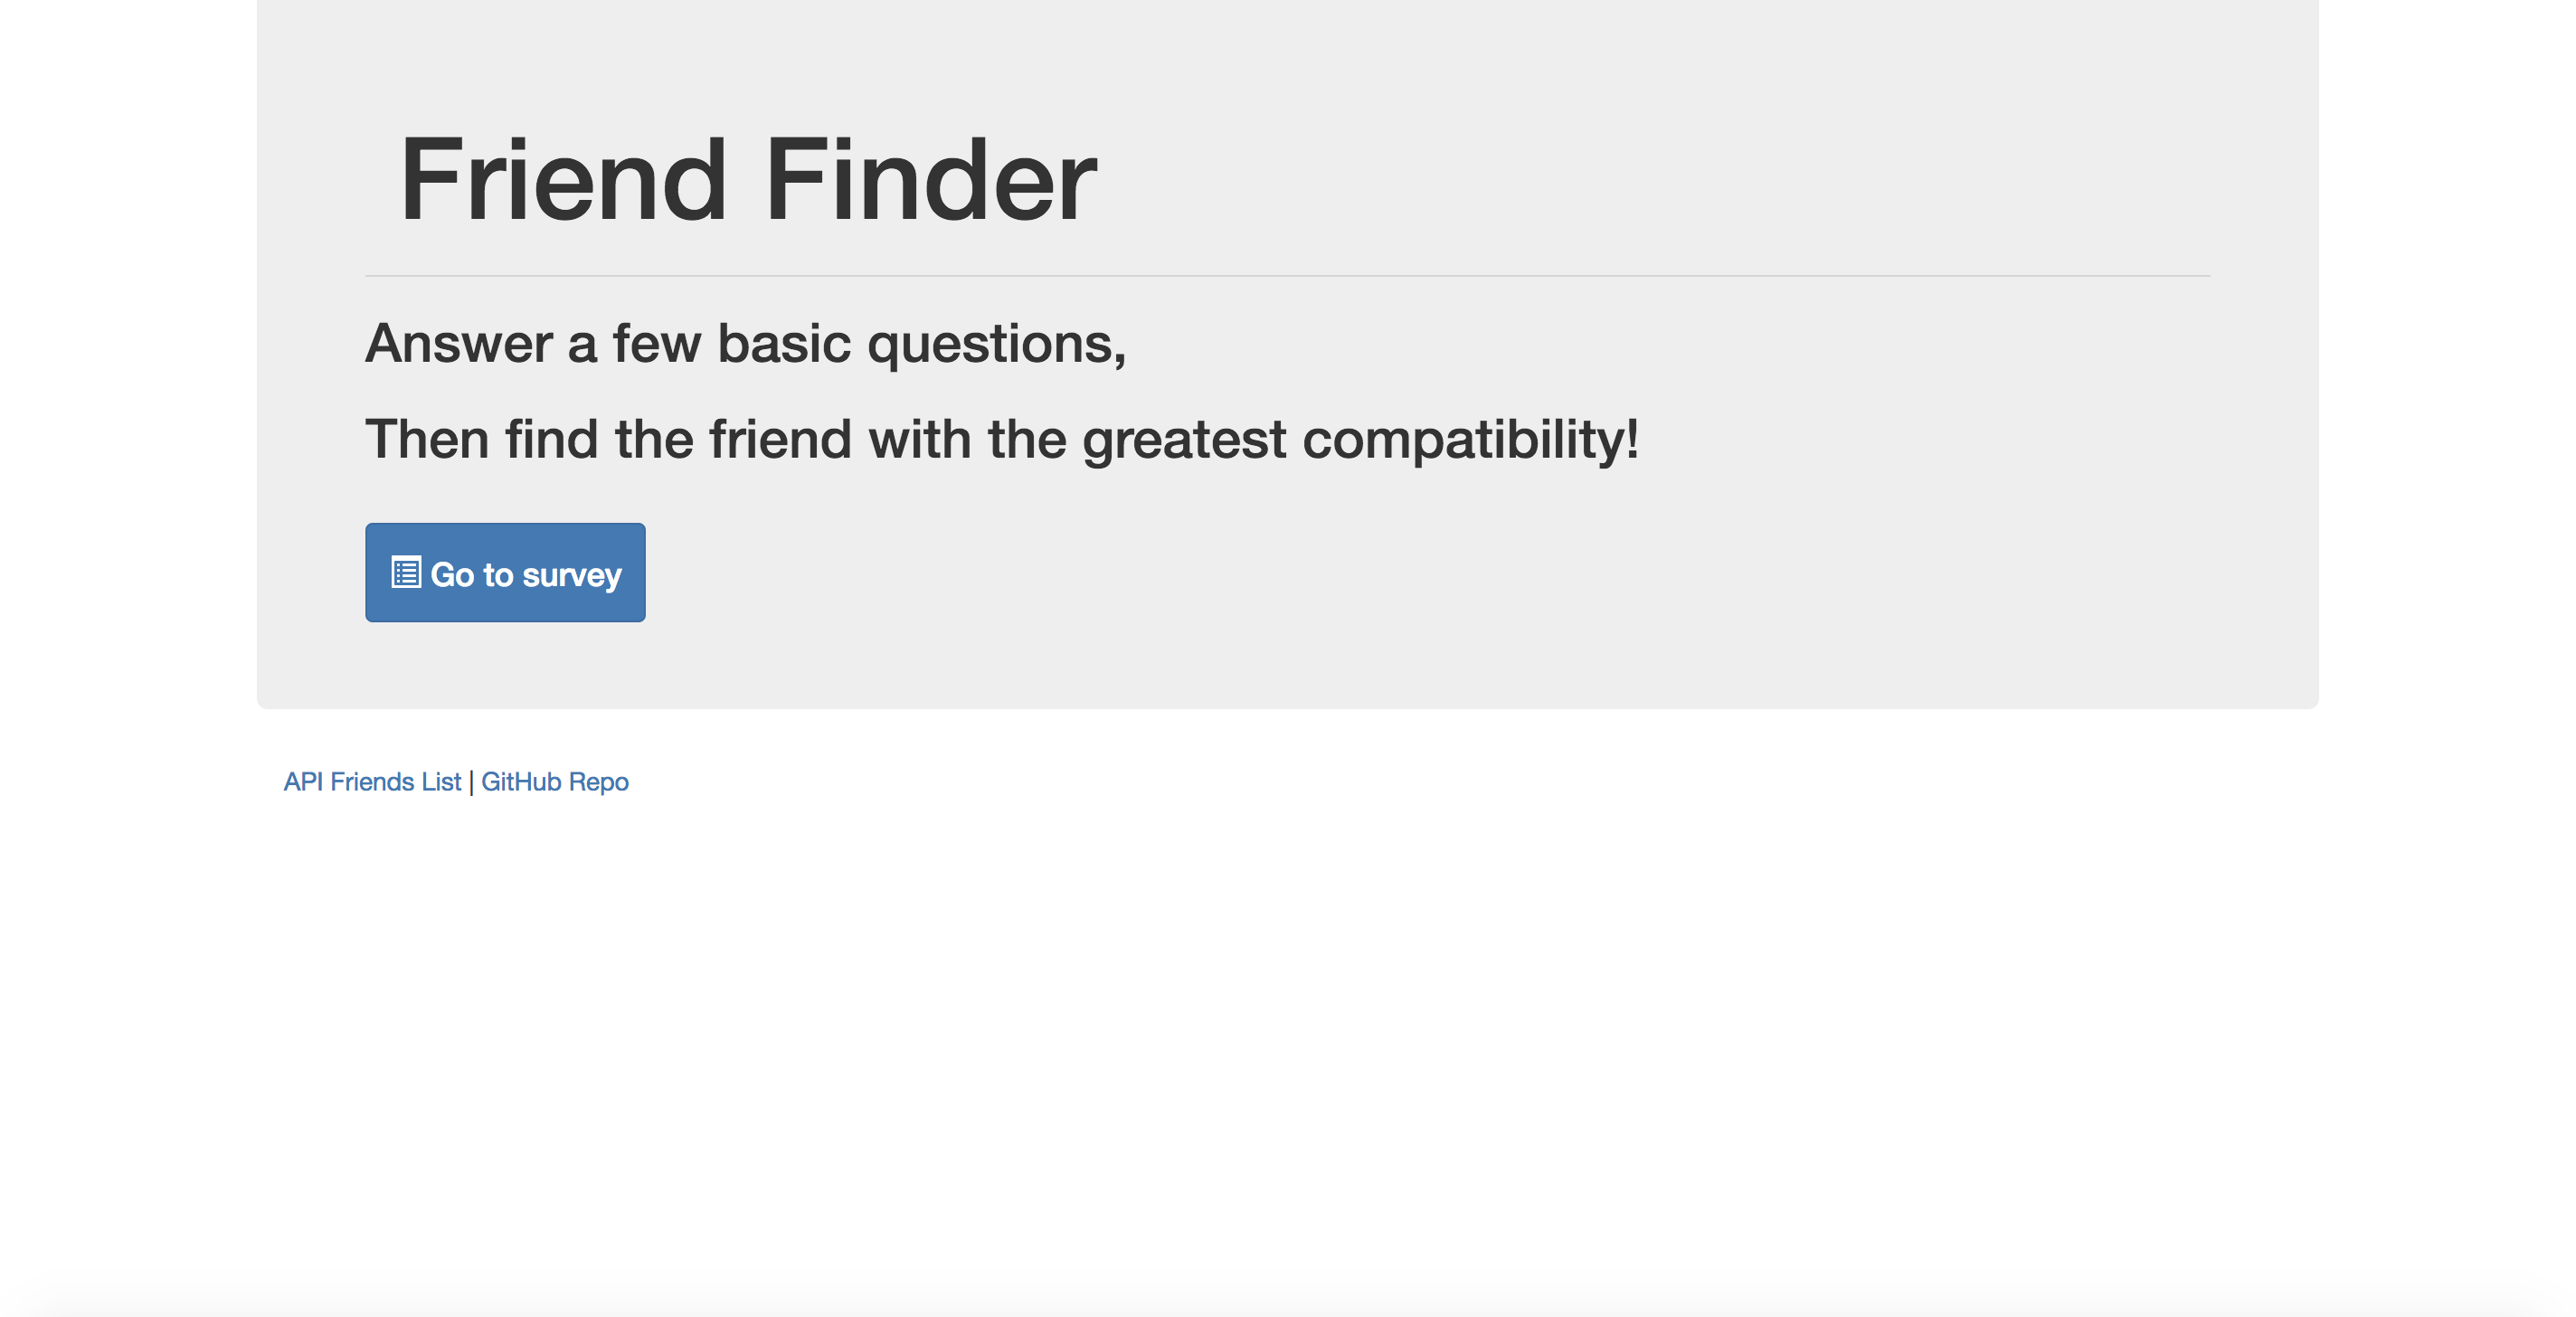 Friend Finder
Answer a few basic questions,
Then find the friend with the greatest compatibility!
Go to survey
API Friends List | GitHub Repo